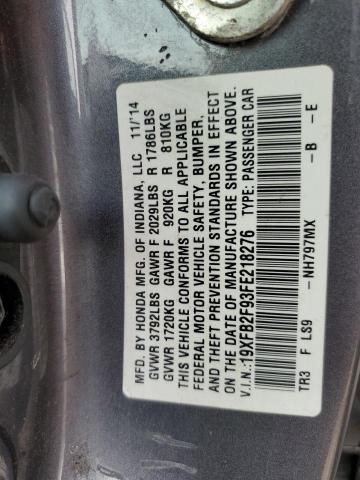 MFD. BY HONDA MFG. OF INDIANA, LLC 11/'14
GVWR 3792LBS GAWR F 2029LBS R 1786LBS
GVWR 1720KG GAWR F 920KG R 810KG
THIS VEHICLE CONFORMS TO ALL APPLICABLE
FEDERAL MOTOR VEHICLE SAFETY, BUMPER,
AND THEFT PREVENTION STANDARDS IN EFFECT
ON THE DATE OF MANUFACTURE SHOWN ABOVE.
V.I.N.:19XFB2F93FE218276 TYPE: PASSENGER CAR
TR3 F LS9 -NH797MX -B -E